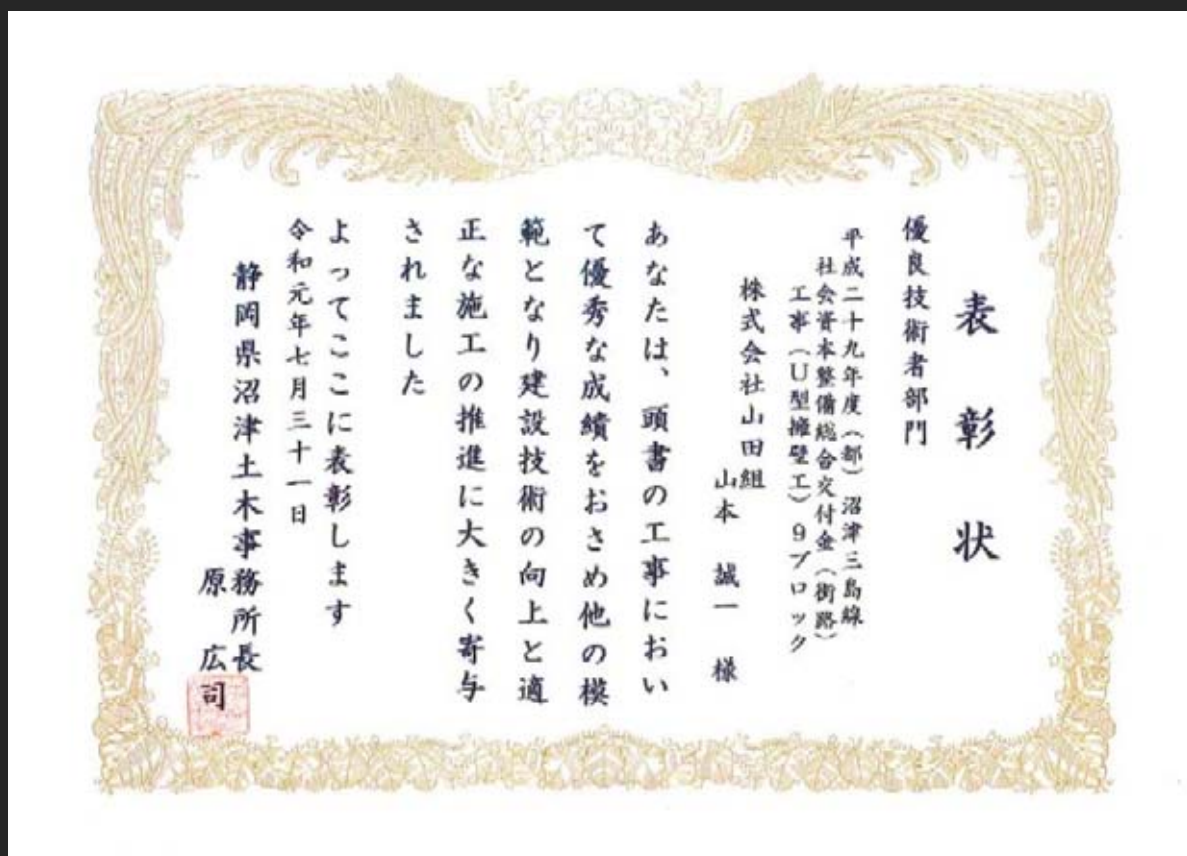 表彰状
優良技術者部門
平成二十九年度（都）沼津三島線
社会資本整備総合交付金（街路）
工事（U型擁壁工）9ブロック
株式会社山田組
山本 誠一 様
あなたは、頭書の工事におい
て優秀な成績をおさめ他の模
範となり建設技術の向上と適
正な施工の推進に大きく寄与
されました
よってここに表彰します
令和元年七月三十一日
静岡県沼津土木事務所長
原 広司